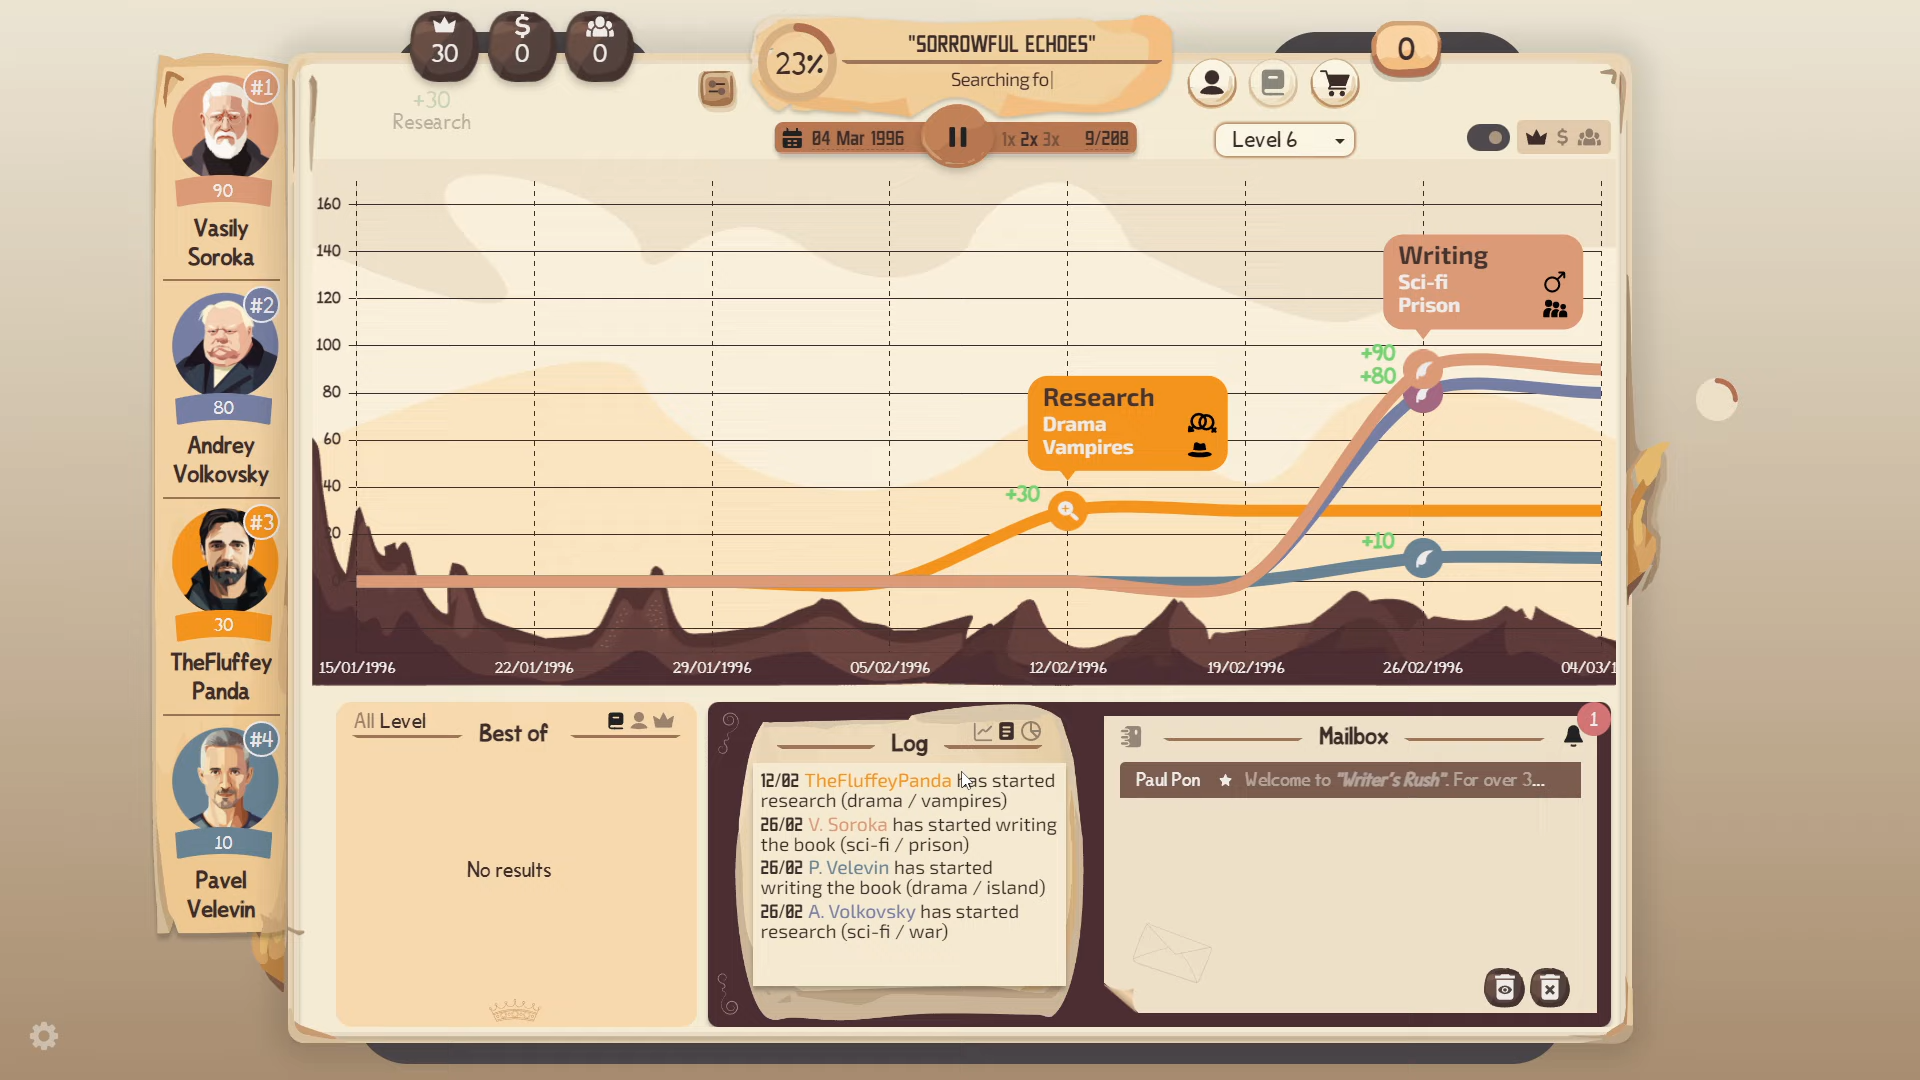 30
0
0
23%
"SORROWFUL ECHOES"
Searching fo
0
+30
Research
04 Mar 1996
1x 2x 3x
9/208
Level 6
$
#1
90
Vasily
Soroka
#2
80
Andrey
Volkovsky
#3
30
TheFluffey
Panda
#4
10
Pavel
Velevin
160
140
120
100
80
60
40
20
Writing
Sci-fi
Prison
+90
+80
Research
Drama
Vampires
+30
+10
15/01/1996
22/01/1996
29/01/1996
05/02/1996
12/02/1996
19/02/1996
26/02/1996
04/03/1
All Level
Best of
No results
Log
12/02 TheFluffeyPanda has started
research (drama / vampires)
26/02 V. Soroka has started writing
the book (sci-fi / prison)
26/02 P. Velevin has started
writing the book (drama / island)
26/02 A. Volkovsky has started
research (sci-fi / war)
Mailbox
1
Paul Pon ★ Welcome to "Writer's Rush". For over 3...